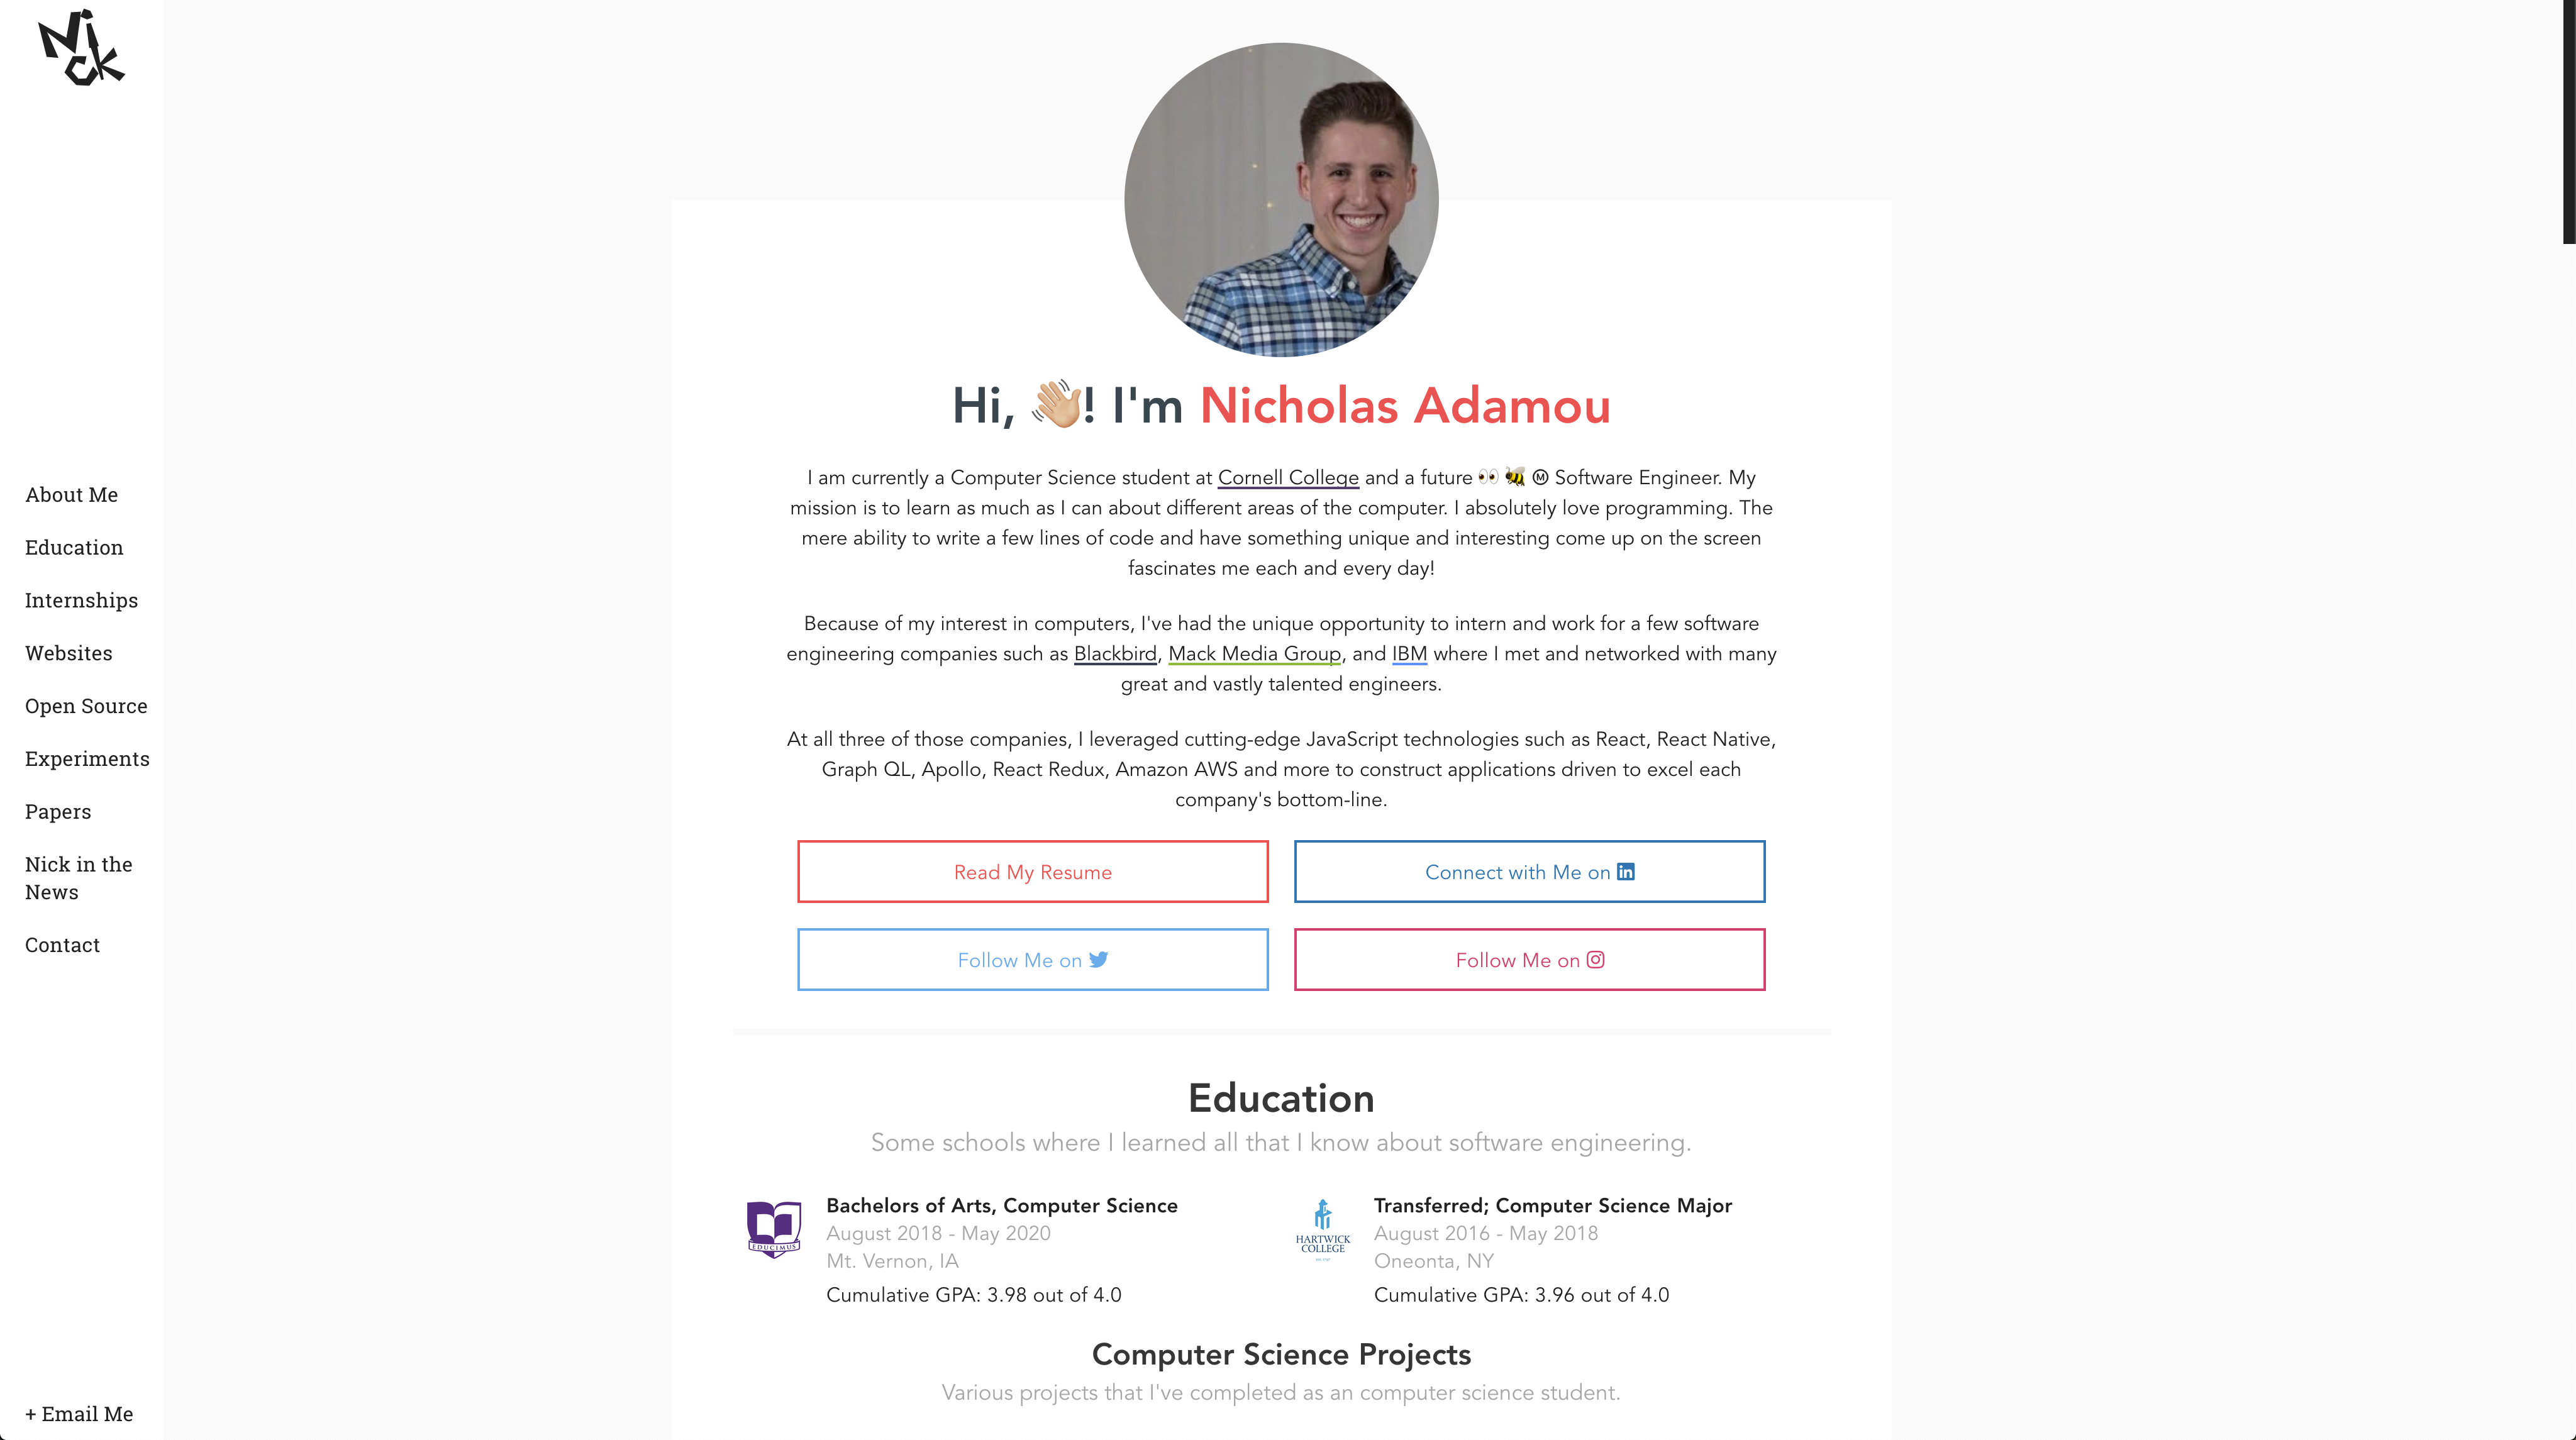 Nick
About Me
Education
Internships
Websites
Open Source
Experiments
Papers
Nick in the
News
Contact
+ Email Me
Hi, 👋🏼! I'm Nicholas Adamou
I am currently a Computer Science student at Cornell College and a future 👀 🐝 Ⓜ Software Engineer. My
mission is to learn as much as I can about different areas of the computer. I absolutely love programming. The
mere ability to write a few lines of code and have something unique and interesting come up on the screen
fascinates me each and every day!
Because of my interest in computers, I've had the unique opportunity to intern and work for a few software
engineering companies such as Blackbird, Mack Media Group, and IBM where I met and networked with many
great and vastly talented engineers.
At all three of those companies, I leveraged cutting-edge JavaScript technologies such as React, React Native,
Graph QL, Apollo, React Redux, Amazon AWS and more to construct applications driven to excel each
company's bottom-line.
Read My Resume
Connect with Me on in
Follow Me on
Follow Me on
Education
Some schools where I learned all that I know about software engineering.
EDUCIMUS
Bachelors of Arts, Computer Science
August 2018 - May 2020
Mt. Vernon, IA
Cumulative GPA: 3.98 out of 4.0
HARTWICK
COLLEGE
Transferred; Computer Science Major
August 2016 - May 2018
Oneonta, NY
Cumulative GPA: 3.96 out of 4.0
Computer Science Projects
Various projects that I've completed as an computer science student.